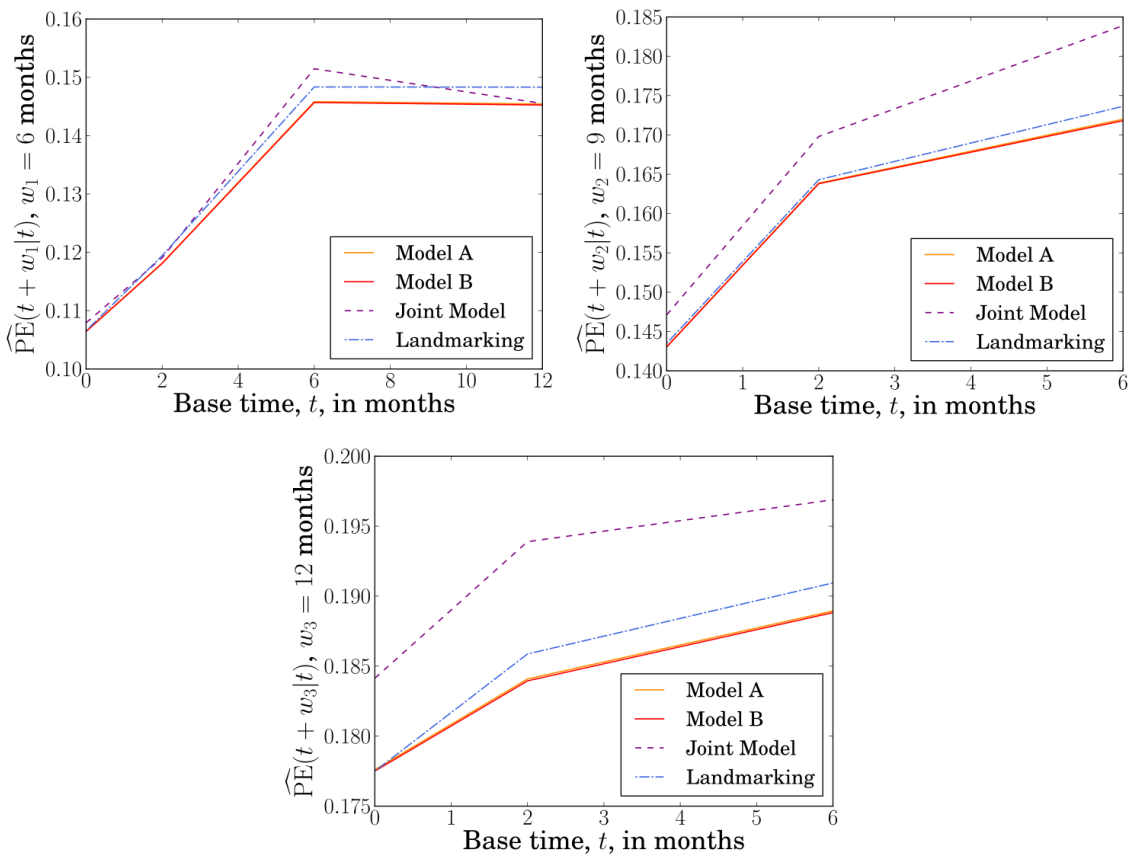 0.16
0.15
0.14
0.13
0.12
0.11
0.10
0 2 4 6 8 10 12
Base time, t, in months
P̂E(t + w₁|t), w₁ = 6 months
Model A
Model B
Joint Model
Landmarking
0.185
0.180
0.175
0.170
0.165
0.160
0.155
0.150
0.145
0.140
0 1 2 3 4 5 6
Base time, t, in months
P̂E(t + w₂|t), w₂ = 9 months
Model A
Model B
Joint Model
Landmarking
0.200
0.195
0.190
0.185
0.180
0.175
0 1 2 3 4 5 6
Base time, t, in months
P̂E(t + w₃|t), w₃ = 12 months
Model A
Model B
Joint Model
Landmarking